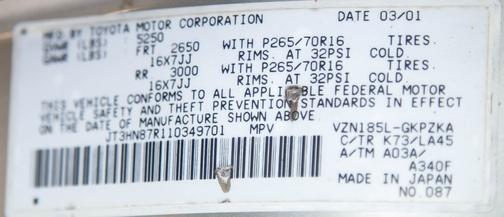 MFD. BY TOYOTA MOTOR CORPORATION DATE 03/01
GVWR (LBS) 5250
GAWR (LBS) FRT 2650 WITH P265/70R16 TIRES.
16X7JJ RIMS. AT 32PSI COLD.
RR 3000 WITH P265/70R16 TIRES.
16X7JJ RIMS. AT 32PSI COLD.
THIS VEHICLE CONFORMS TO ALL FEDERAL MOTOR
VEHICLE SAFETY AND THEFT PREVENTION STANDARDS IN EFFECT
ON THE DATE OF MANUFACTURE SHOWN ABOVE
JT3HN87R110349701 MPV VZN185L-GKPZKA
C/TR K73/LA45
A/TM A03A/
A340F
MADE IN JAPAN
NO.087